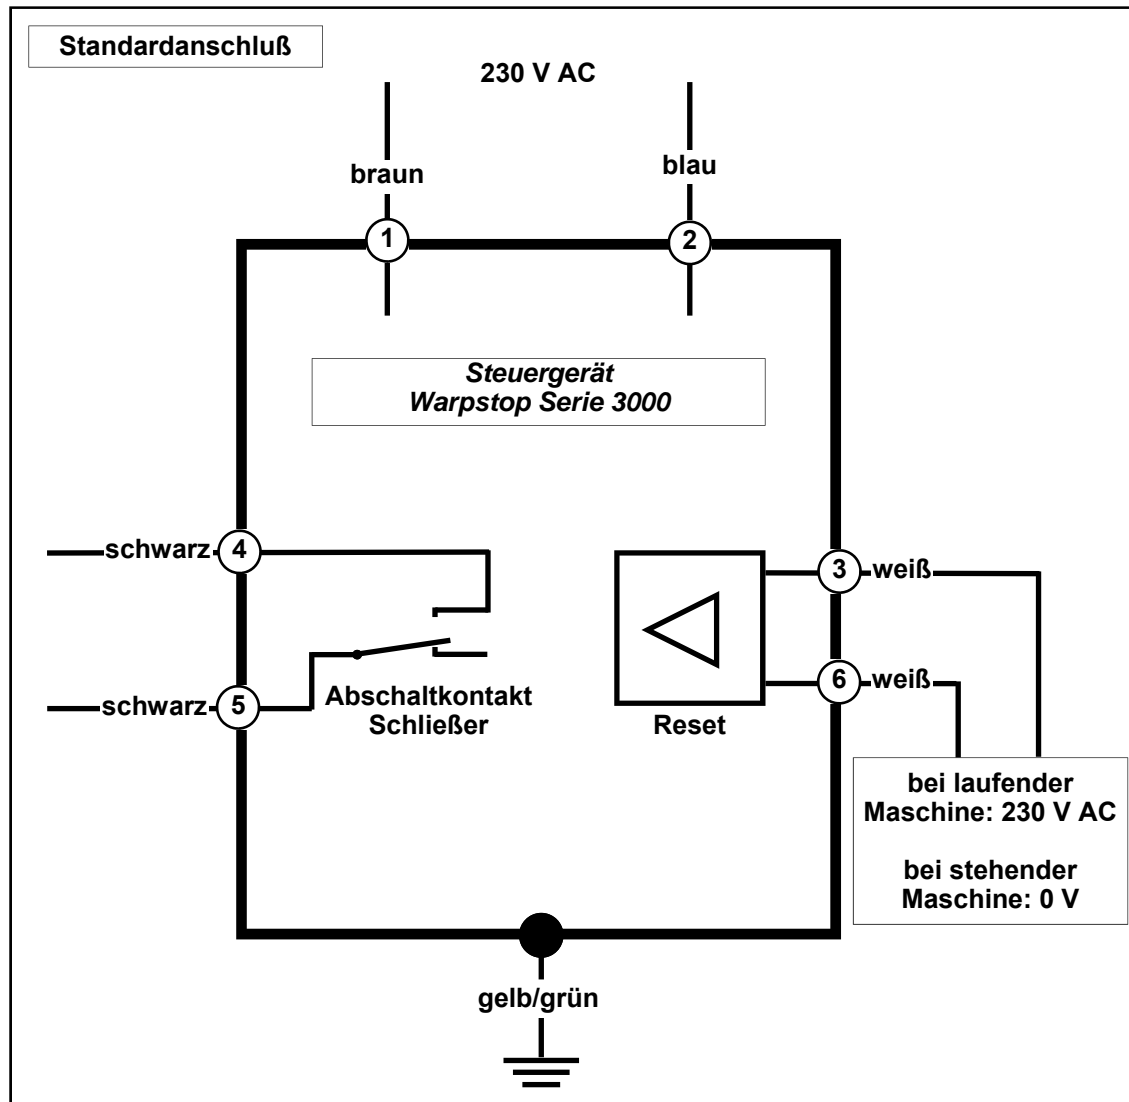 Standardanschluß
230 V AC
braun
blau
1
2
Steuergerät
Warpstop Serie 3000
schwarz 4
3 weiß
6 weiß
schwarz 5
Abschaltkontakt
Schließer
Reset
bei laufender
Maschine: 230 V AC
bei stehender
Maschine: 0 V
gelb/grün